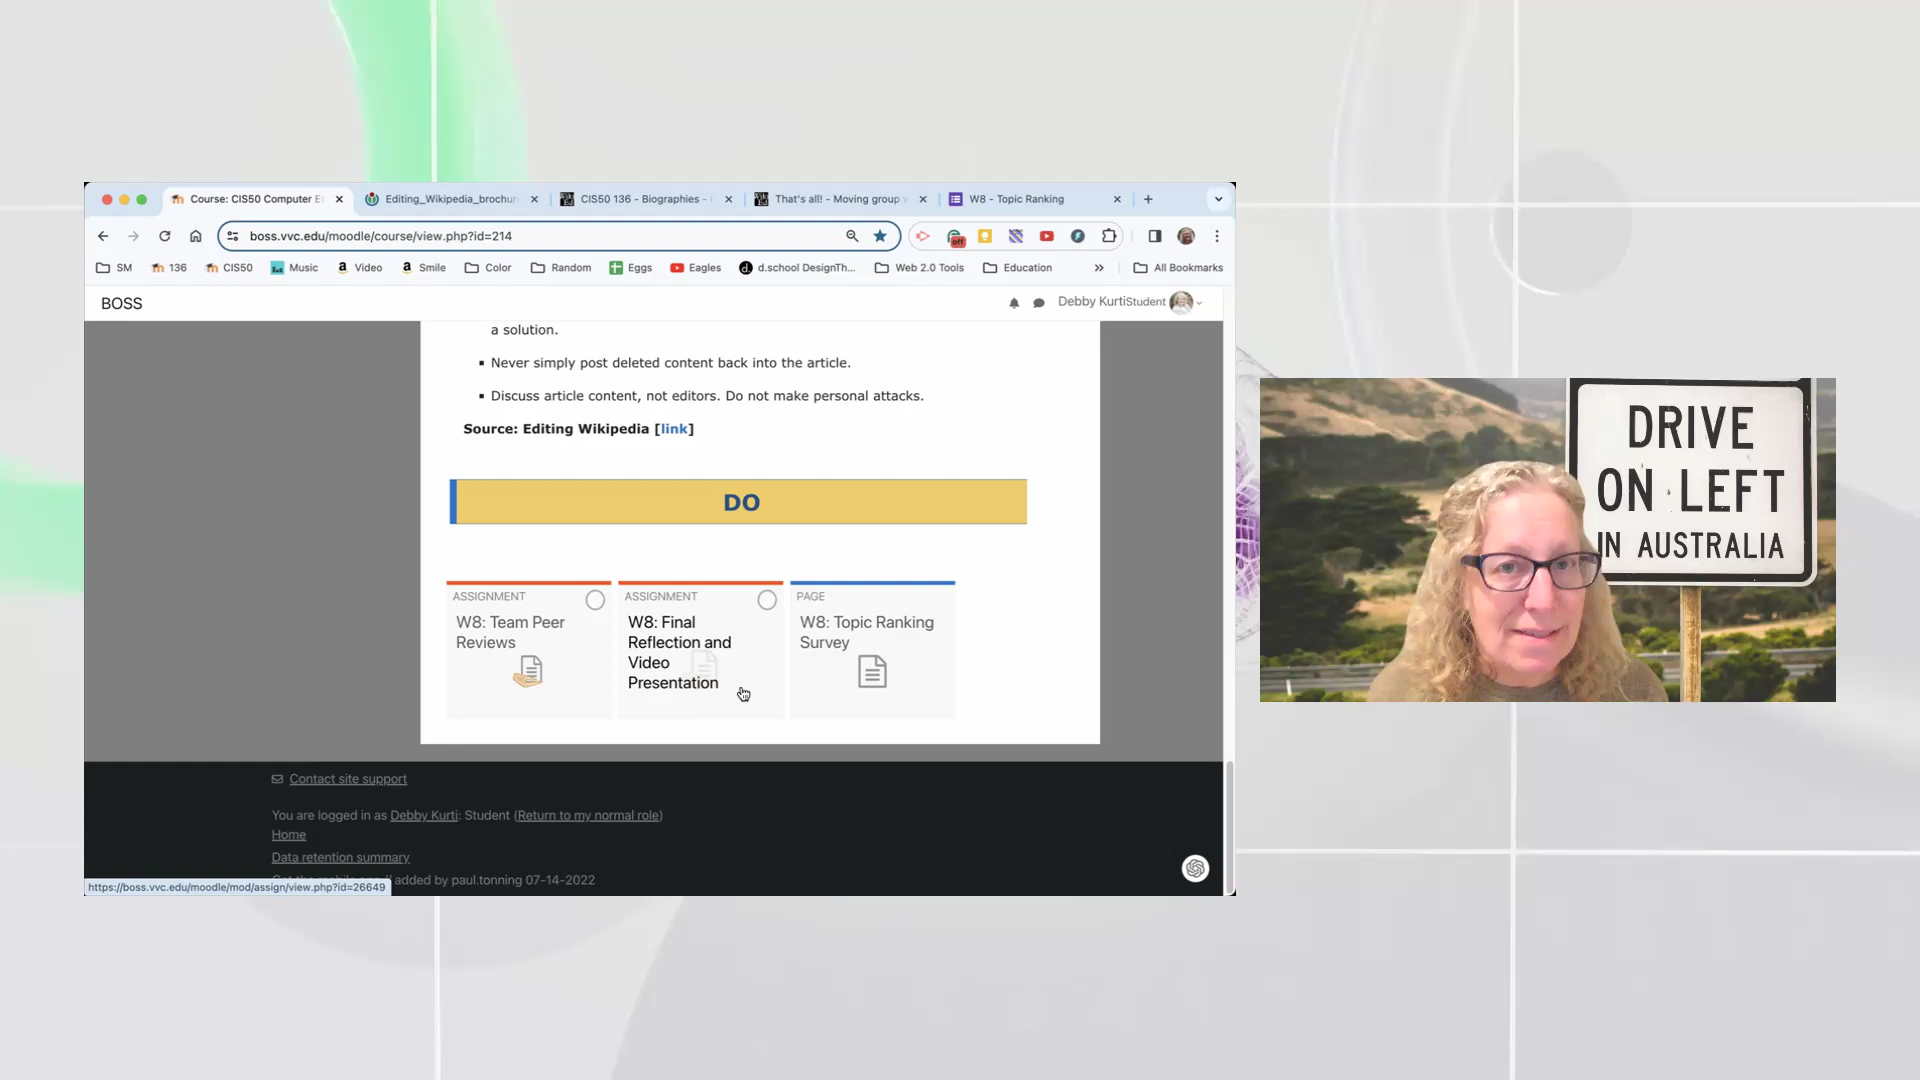 Course: CIS50 Computer E
Editing_Wikipedia_brochur
CIS50 136 - Biographies -
That's all! - Moving group
W8 - Topic Ranking
boss.vvc.edu/moodle/course/view.php?id=214
off
SM
136
CIS50
Music
Video
Smile
Color
Random
Eggs
Eagles
d.school DesignTh...
Web 2.0 Tools
Education
All Bookmarks
BOSS
Debby KurtiStudent
a solution.
Never simply post deleted content back into the article.
Discuss article content, not editors. Do not make personal attacks.
Source: Editing Wikipedia [link]
DO
ASSIGNMENT
W8: Team Peer
Reviews
ASSIGNMENT
W8: Final
Reflection and
Video
Presentation
PAGE
W8: Topic Ranking
Survey
Contact site support
You are logged in as Debby Kurti: Student (Return to my normal role)
Home
Data retention summary
added by paul.tonning 07-14-2022
https://boss.vvc.edu/moodle/mod/assign/view.php?id=26649
DRIVE
ON LEFT
IN AUSTRALIA